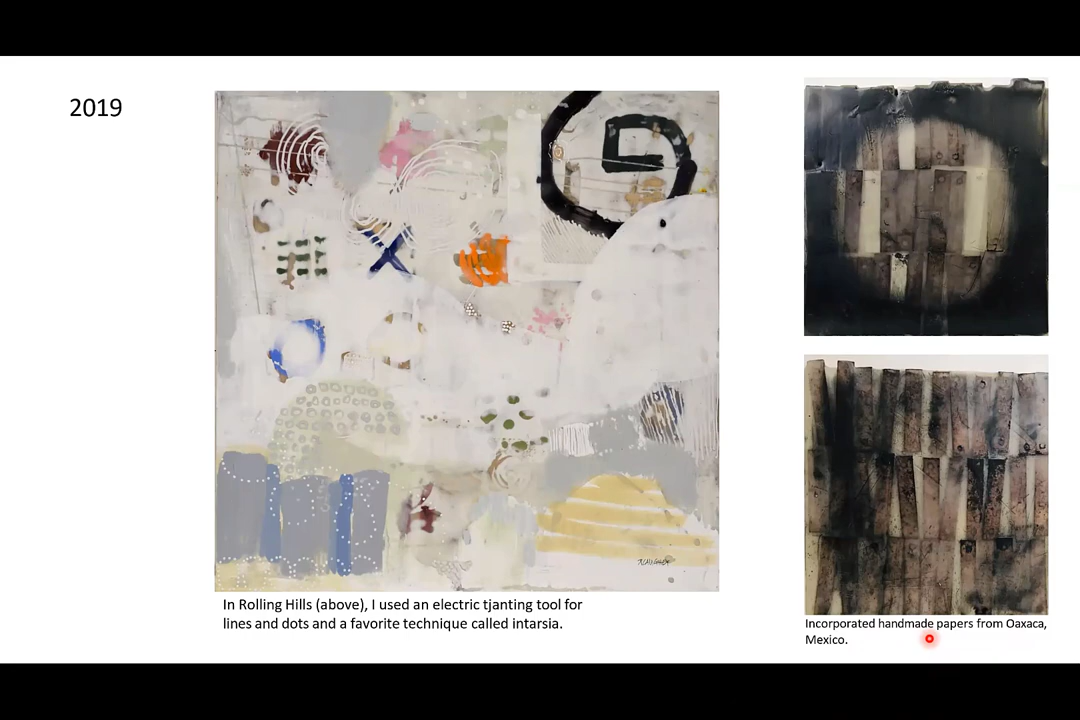 2019
In Rolling Hills (above), I used an electric tjanting tool for
lines and dots and a favorite technique called intarsia.
Incorporated handmade papers from Oaxaca,
Mexico.